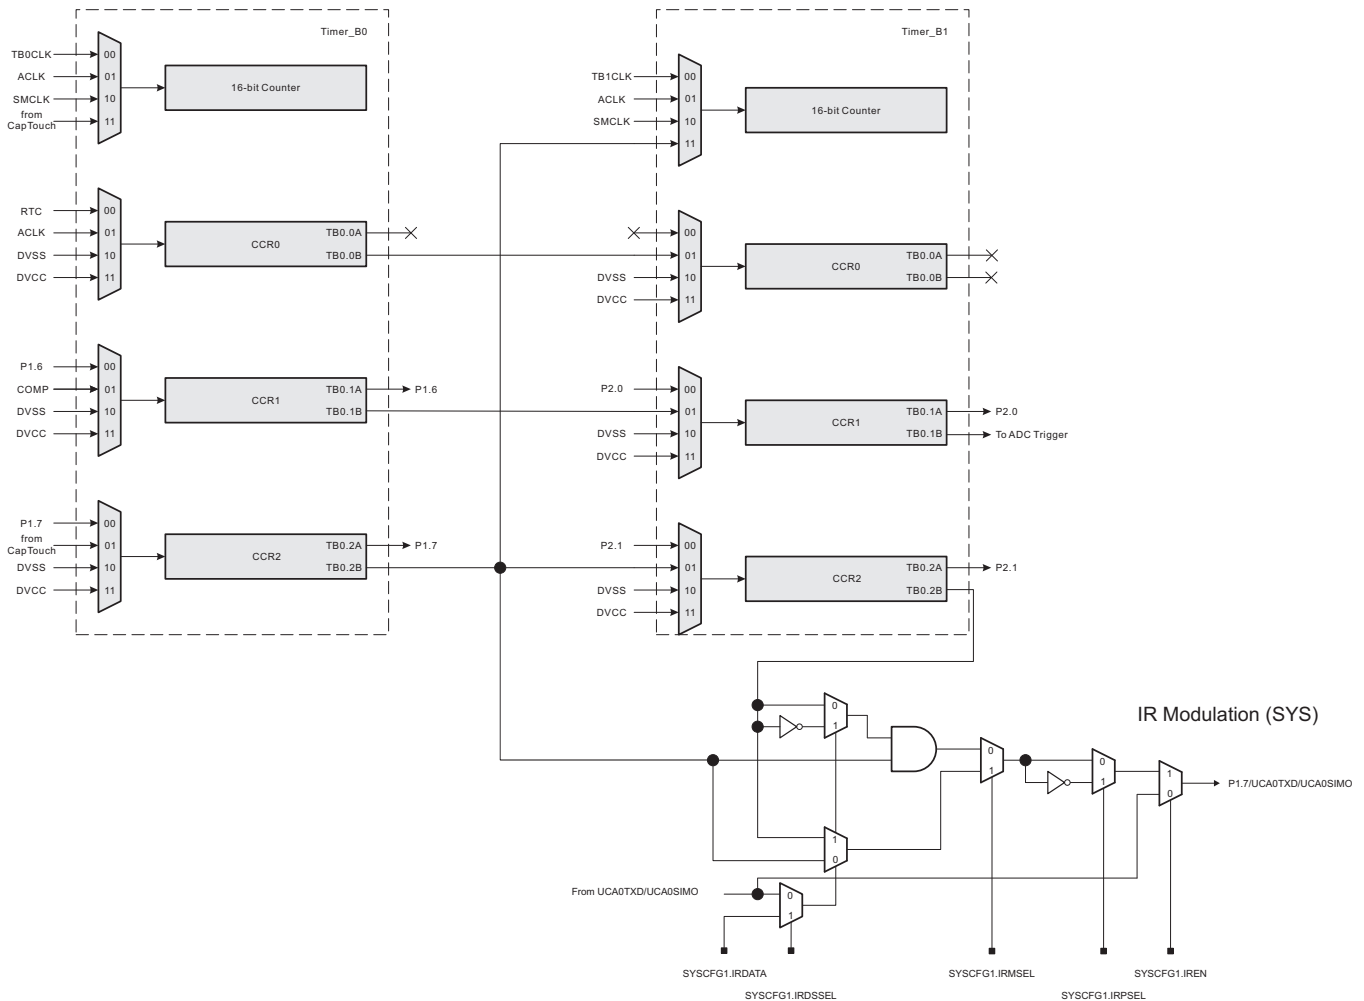 Timer_B0
TB0CLK
00
ACLK
01
SMCLK
10
from
CapTouch
11
16-bit Counter
RTC
00
ACLK
01
DVSS
10
DVCC
11
CCR0
TB0.0A
TB0.0B
P1.6
00
COMP
01
DVSS
10
DVCC
11
CCR1
TB0.1A
P1.6
TB0.1B
P1.7
00
from
CapTouch
01
DVSS
10
DVCC
11
CCR2
TB0.2A
P1.7
TB0.2B
Timer_B1
TB1CLK
00
ACLK
01
SMCLK
10
11
16-bit Counter
00
01
DVSS
10
DVCC
11
CCR0
TB0.0A
TB0.0B
P2.0
00
01
DVSS
10
DVCC
11
CCR1
TB0.1A
P2.0
TB0.1B
To ADC Trigger
P2.1
00
01
DVSS
10
DVCC
11
CCR2
TB0.2A
P2.1
TB0.2B
IR Modulation (SYS)
0
1
0
1
0
1
1
0
P1.7/UCA0TXD/UCA0SIMO
1
0
From UCA0TXD/UCA0SIMO
0
1
SYSCFG1.IRDATA
SYSCFG1.IRDSSEL
SYSCFG1.IRMSEL
SYSCFG1.IRPSEL
SYSCFG1.IREN